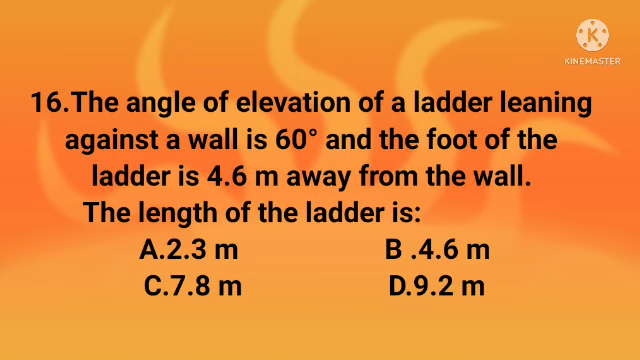 K
KINEMASTER
16.The angle of elevation of a ladder leaning
against a wall is 60° and the foot of the
ladder is 4.6 m away from the wall.
The length of the ladder is:
A.2.3 m B .4.6 m
C.7.8 m D.9.2 m